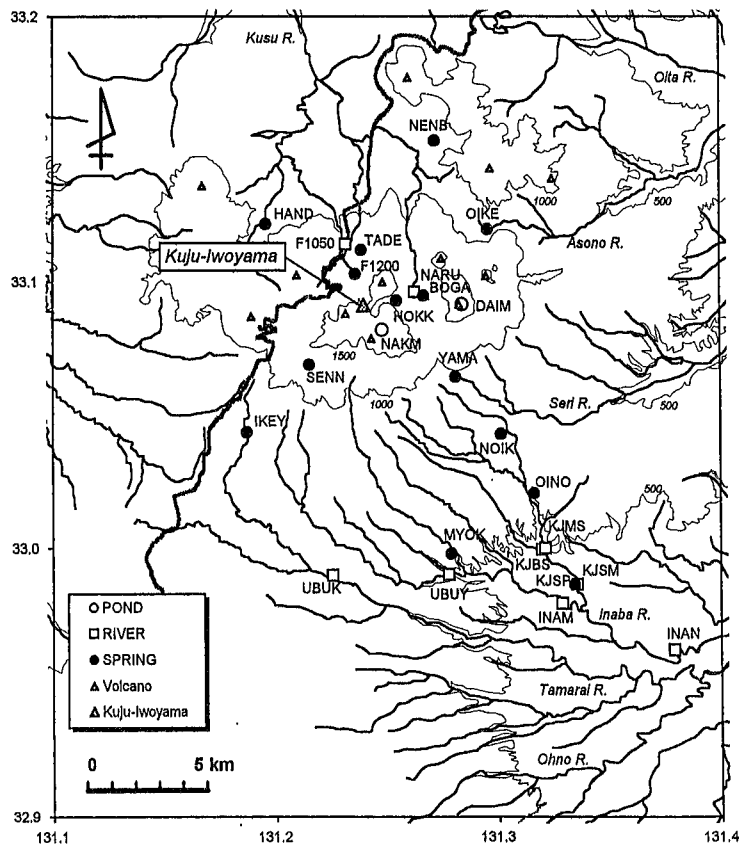 33.2
Kusu R.
Oita R.
NENB
1000
500
HAND
OIKE
F1050
TADE
Asono R.
Kuju-Iwoyama
F1200
NARU
33.1
BOGA
DAIM
HOKK
NAKM
1500
YAMA
SENN
1000
Seri R.
500
IKEY
NOIK
OINO
500
KJMS
33.0
MYOK
KJBS
KJSP
KJSM
UBUK
UBUY
INAM
Inaba R.
INAN
POND
RIVER
SPRING
Volcano
Kuju-Iwoyama
Tamarai R.
Ohno R.
0 5 km
32.9
131.1 131.2 131.3 131.4